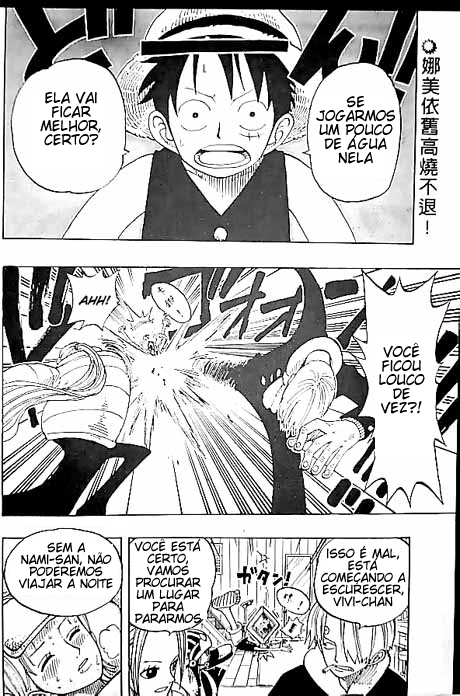 娜美依舊高燒不退！
SE
JOGARMOS
UM POUCO
DE ÁGUA
NELA
ELA VAI
FICAR
MELHOR,
CERTO?
VOCÊ
FICOU
LOUCO
DE
VEZ?!
AHH!
ISSO É MAL,
ESTÁ
COMEÇANDO A
ESCURESCER,
VIVI-CHAN
ガタン!
VOCÊ ESTÁ
CERTO,
VAMOS
PROCURAR
UM LUGAR
PARA
PARARMOS
SEM A
NAMI-SAN, NÃO
PODEREMOS
VIAJAR À NOITE